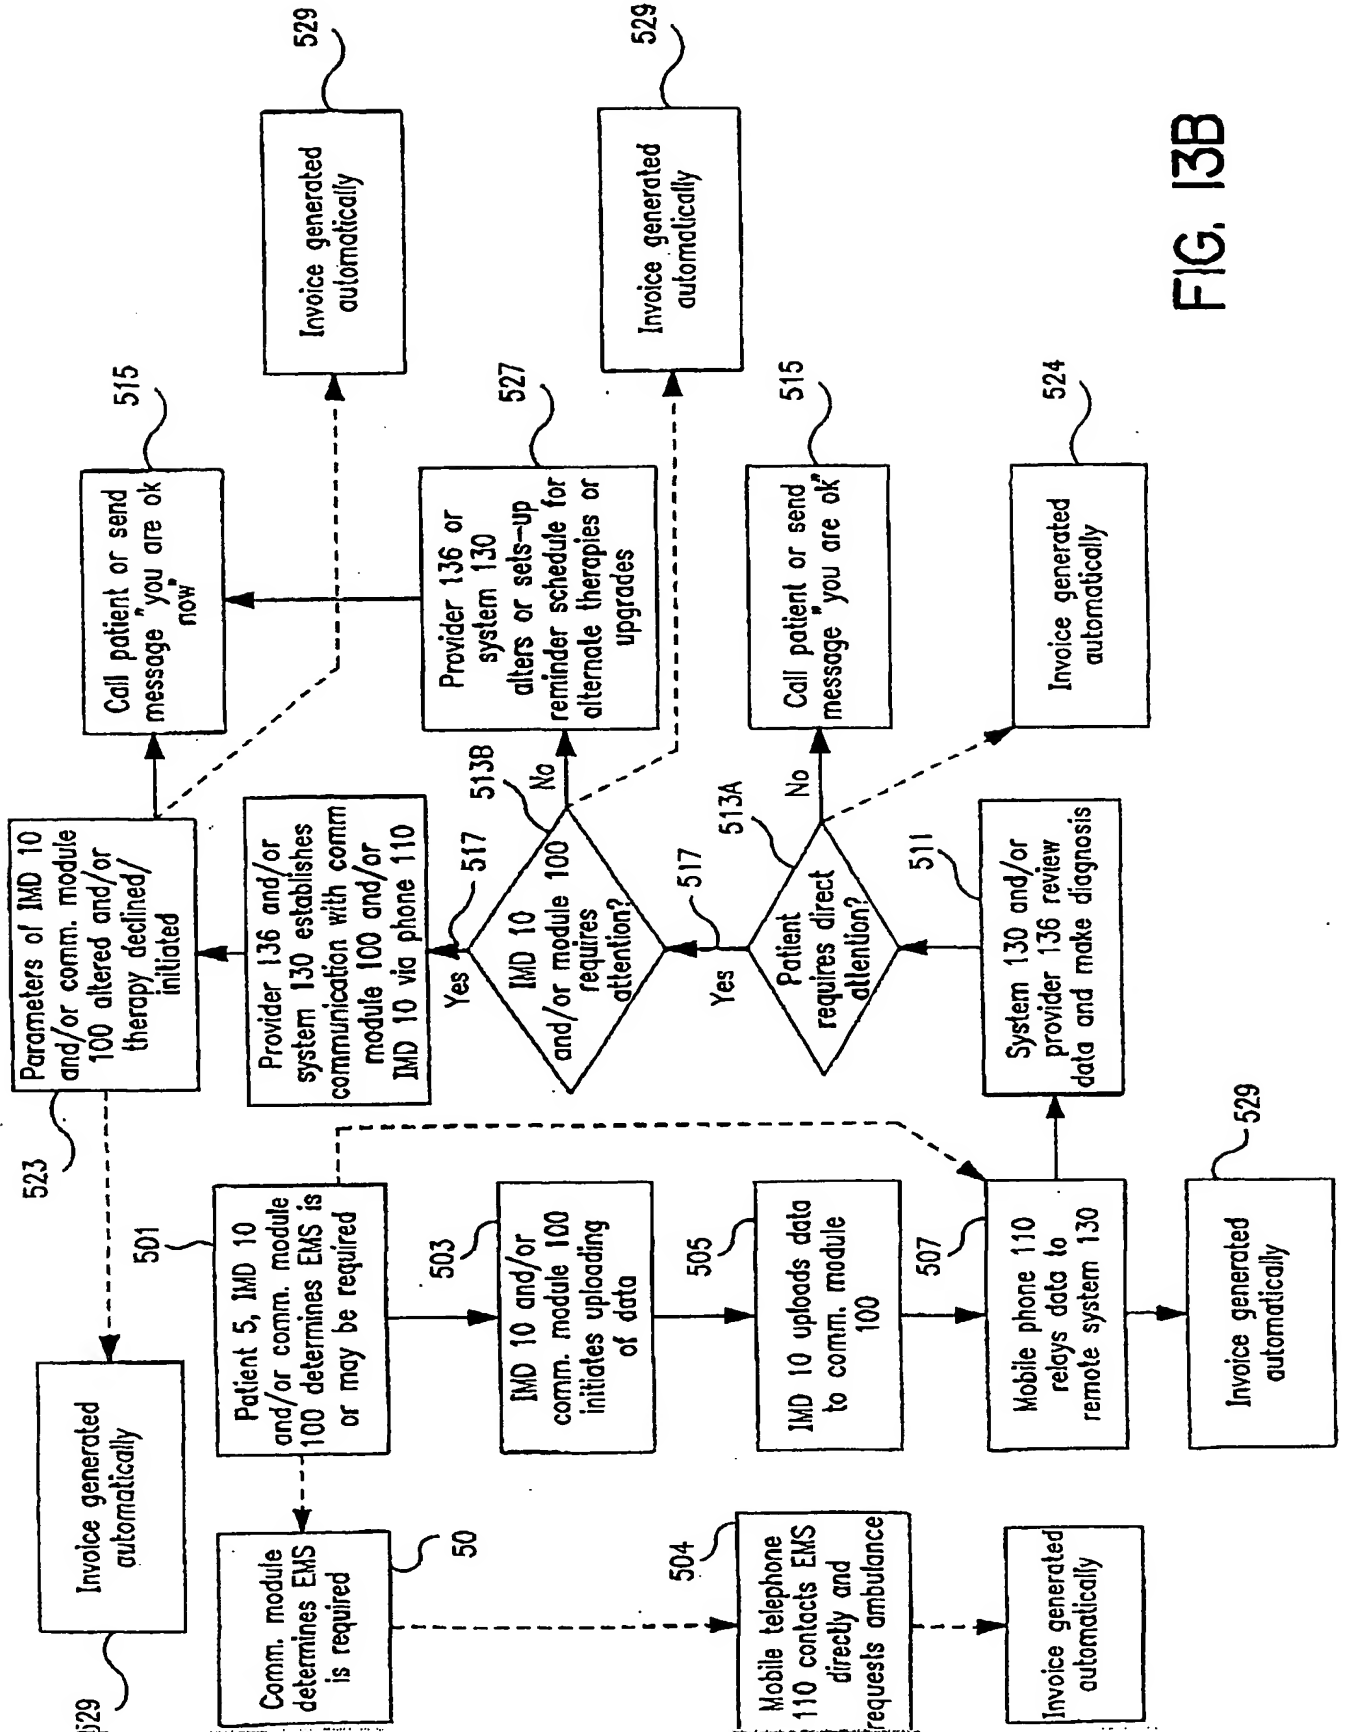 529
Invoice generated
automatically
523
Parameters of IMD 10
and/or comm. module
100 altered and/or
therapy declined/
initiated
515
Call patient or send
message "you are ok
now"
529
Invoice generated
automatically
501
Patient 5, IMD 10
and/or comm. module
100 determines EMS is
or may be required
Provider 136 and/or
system 130 establishes
communication with comm
module 100 and/or
IMD 10 via phone 110
Comm. module
determines EMS
is required
50
503
IMD 10 and/or
comm. module 100
initiates uploading
of data
517
Yes
513B
IMD 10
and/or module 100
requires
attention?
No
527
Provider 136 or
system 130
alters or sets-up
reminder schedule for
alternate therapies or
upgrades
529
Invoice generated
automatically
505
IMD 10 uploads data
to comm. module
100
517
Yes
513A
Patient
requires direct
attention?
No
515
Call patient or send
message "you are ok"
504
Mobile telephone
110 contacts EMS
directly and
requests ambulance
507
Mobile phone 110
relays data to
remote system 130
511
System 130 and/or
provider 136 review
data and make diagnosis
524
Invoice generated
automatically
Invoice generated
automatically
529
Invoice generated
automatically
FIG. 13B